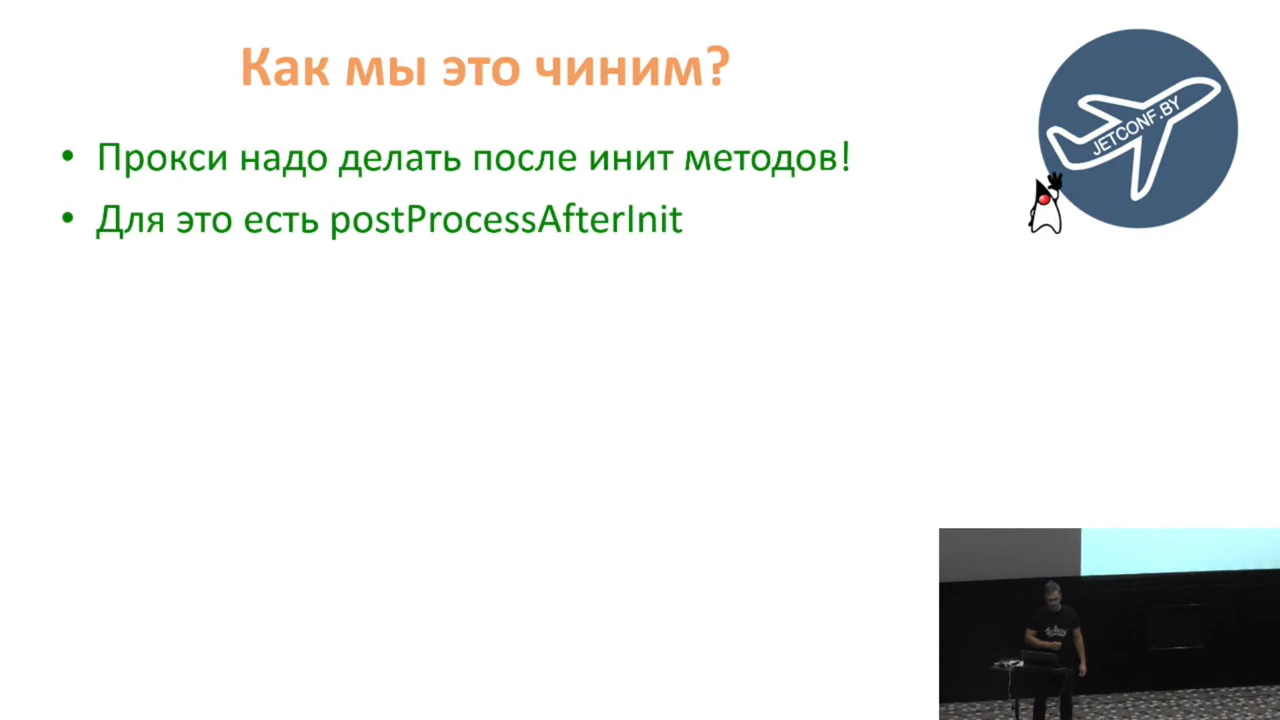 Как мы это чиним?
JETCONF.BY
• Прокси надо делать после инит методов!
• Для это есть postProcessAfterInit